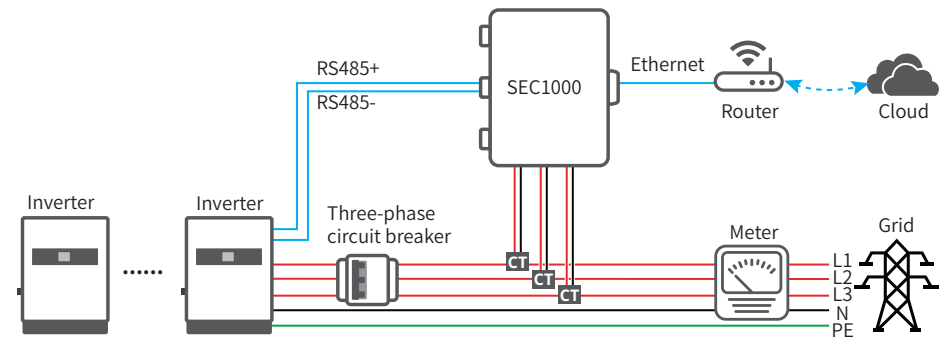 RS485+
RS485-
SEC1000
Ethernet
Router
Cloud
Inverter
Inverter
Three-phase
circuit breaker
CT
CT
CT
Meter
Grid
L1
L2
L3
N
PE